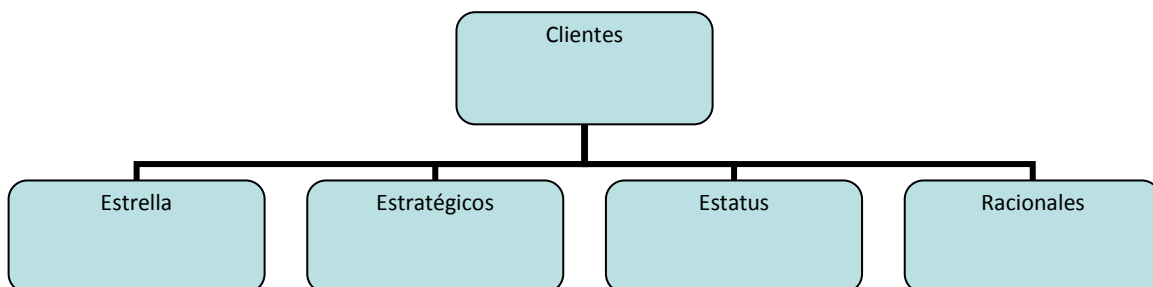 Clientes
Estrella
Estratégicos
Estatus
Racionales